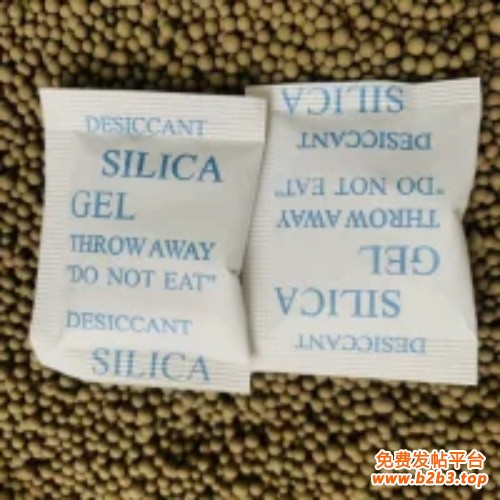 DESICCANT
SILICA
GEL
THROW AWAY
"DO NOT EAT"
DESICCANT
SILICA
SILICA
DESICCANT
GEL
THROW AWAY
"DO NOT EAT"
DESICCANT
SILICA
免费发帖平台
www.b2b3.top